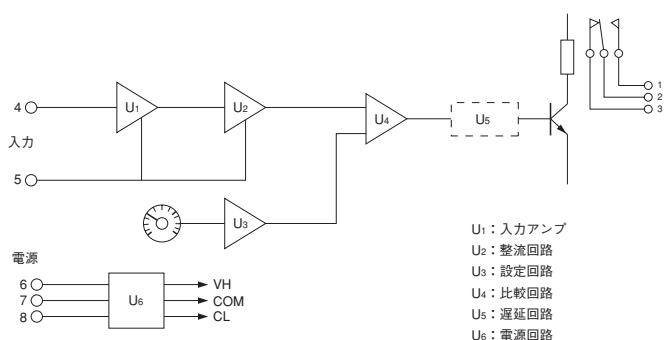 4
U1
U2
U4
U5
1
2
3
入力
5
U3
U1：入力アンプ
U2：整流回路
U3：設定回路
U4：比較回路
U5：遅延回路
U6：電源回路
電源
6
7
8
U6
VH
COM
CL